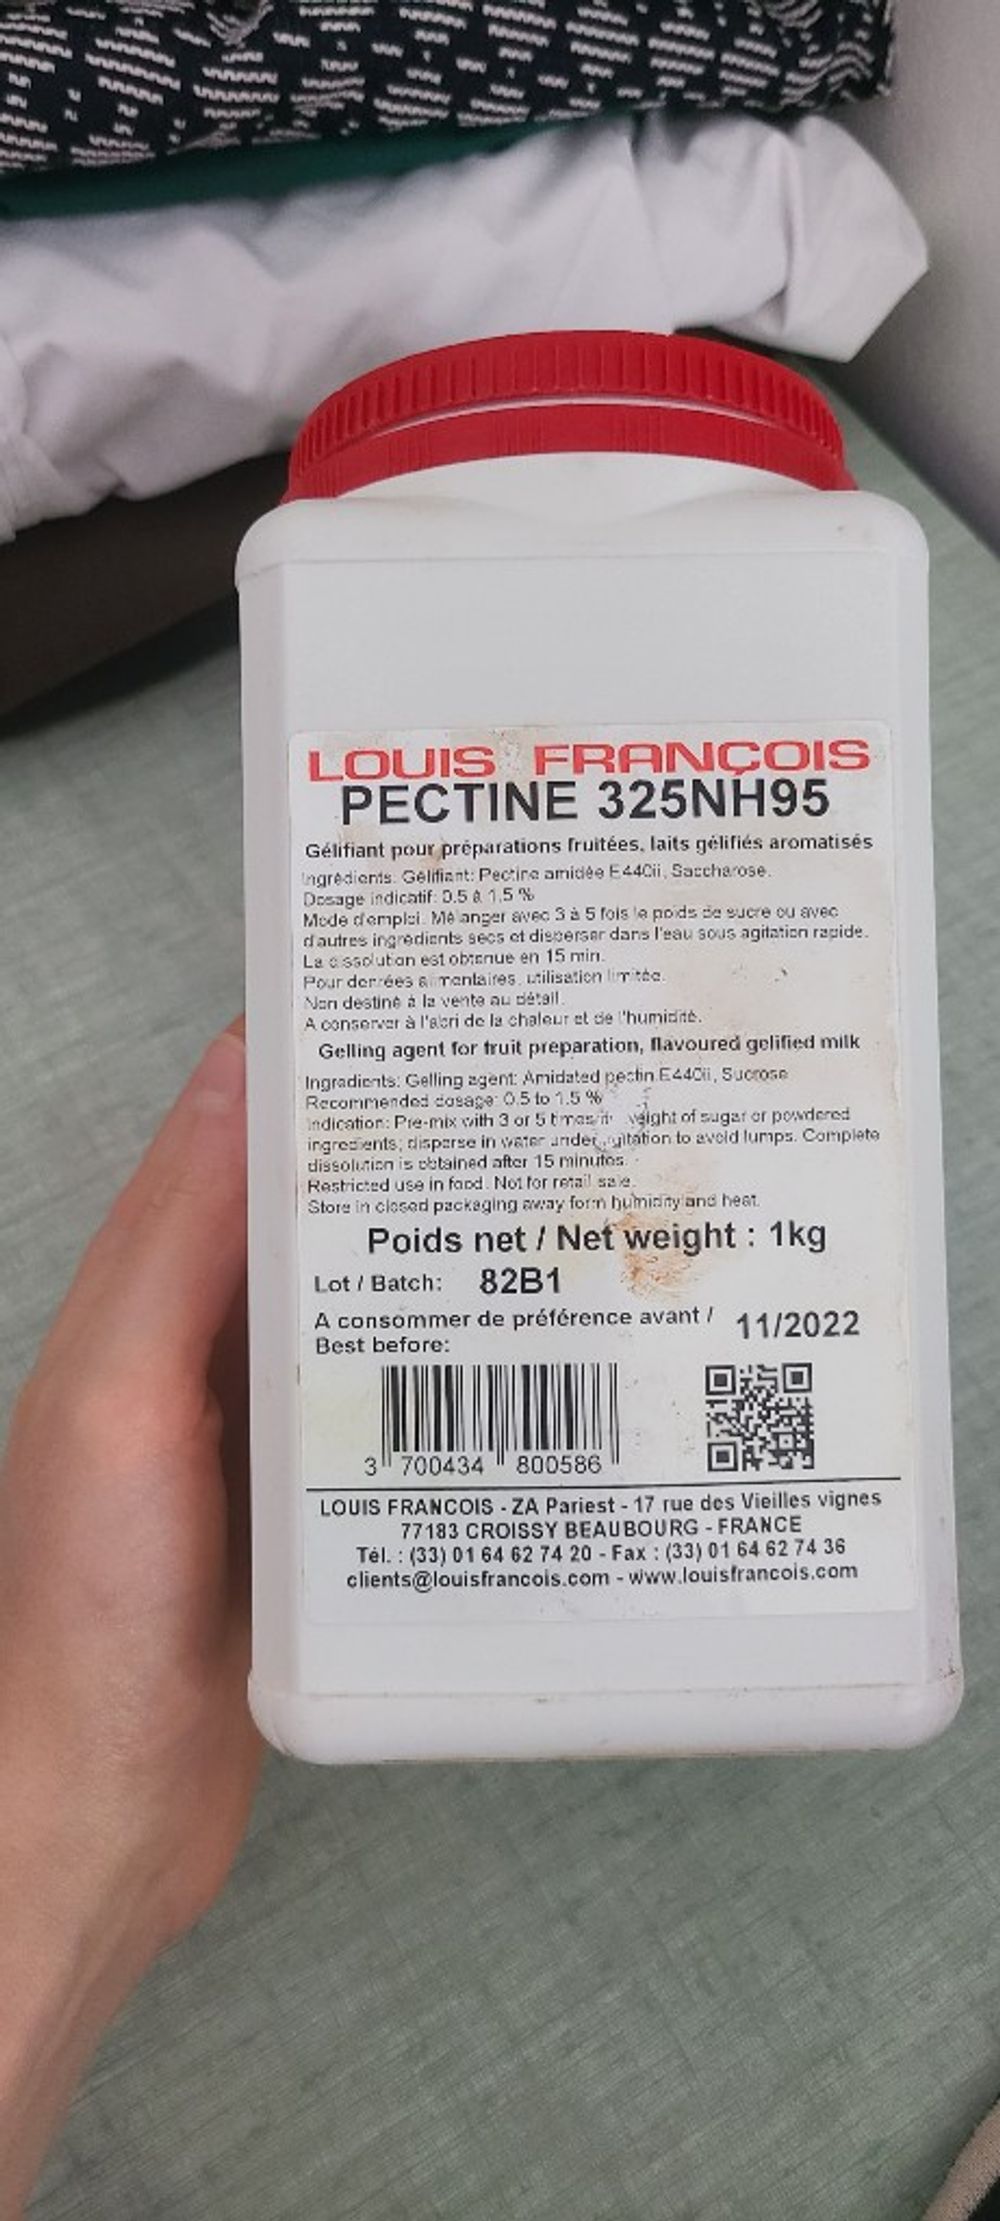 LOUIS FRANÇOIS
PECTINE 325NH95
Gélifiant pour préparations fruitées, laits gélifiés aromatisés
Ingrédients: Gélifiant: Pectine amidée E440ii, Saccharose.
Dosage indicatif: 0.5 à 1.5 %
Mode d'emploi: Mélanger avec 3 à 5 fois le poids de sucre ou avec
d'autres ingrédients secs et disperser dans l'eau sous agitation rapide.
La dissolution est obtenue en 15 min.
Pour denrées alimentaires, utilisation limitée.
Non destiné à la vente au détail.
A conserver à l'abri de la chaleur et de l'humidité.
Gelling agent for fruit preparation, flavoured gelified milk
Ingredients: Gelling agent: Amidated pectin E440ii, Sucrose
Recommended dosage: 0.5 to 1.5 %
Indication: Pre-mix with 3 or 5 times weight of sugar or powdered
ingredients; disperse in water under agitation to avoid lumps. Complete
dissolution is obtained after 15 minutes.
Restricted use in food. Not for retail sale.
Store in closed packaging away form humidity and heat.
Poids net / Net weight : 1kg
Lot / Batch: 82B1
A consommer de préférence avant / 11/2022
Best before:
3 700434 800586
LOUIS FRANCOIS - ZA Pariest - 17 rue des Vieilles vignes
77183 CROISSY BEAUBOURG - FRANCE
Tél. : (33) 01 64 62 74 20 - Fax : (33) 01 64 62 74 36
clients@louisfrancois.com - www.louisfrancois.com